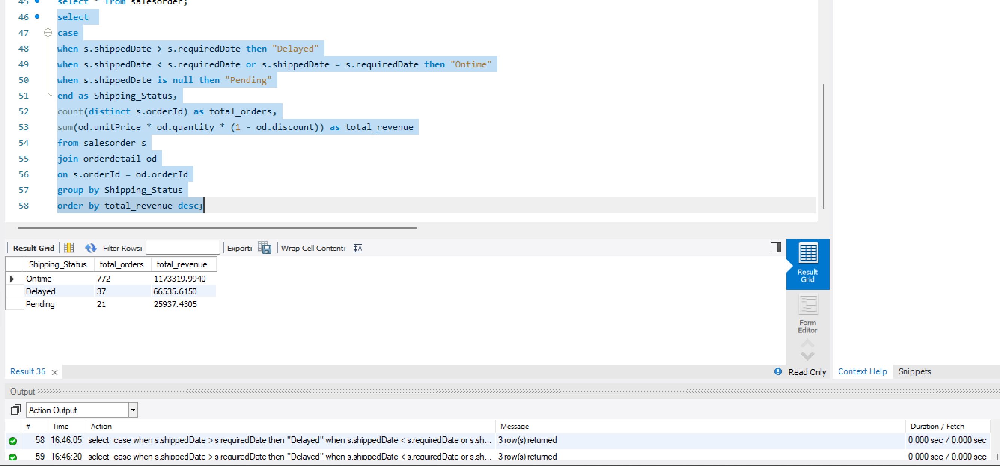 45 select * from salesorder;
46 select
47 case
48 when s.shippedDate > s.requiredDate then "Delayed"
49 when s.shippedDate < s.requiredDate or s.shippedDate = s.requiredDate then "Ontime"
50 when s.shippedDate is null then "Pending"
51 end as Shipping_Status,
52 count(distinct s.orderId) as total_orders,
53 sum(od.unitPrice * od.quantity * (1 - od.discount)) as total_revenue
54 from salesorder s
55 join orderdetail od
56 on s.orderId = od.orderId
57 group by Shipping_Status
58 order by total_revenue desc;
Result Grid Filter Rows: Export: Wrap Cell Content:
Shipping_Status total_orders total_revenue
Ontime 772 1173319.9940
Delayed 37 66535.6150
Pending 21 25937.4305
Result
Grid
Form
Editor
Result 36 Read Only Context Help Snippets
Output
Action Output
# Time Action Message Duration / Fetch
58 16:46:05 select case when s.shippedDate > s.requiredDate then "Delayed" when s.shippedDate < s.requiredDate or s.sh... 3 row(s) returned 0.000 sec / 0.000 sec
59 16:46:20 select case when s.shippedDate > s.requiredDate then "Delayed" when s.shippedDate < s.requiredDate or s.sh... 3 row(s) returned 0.000 sec / 0.000 sec